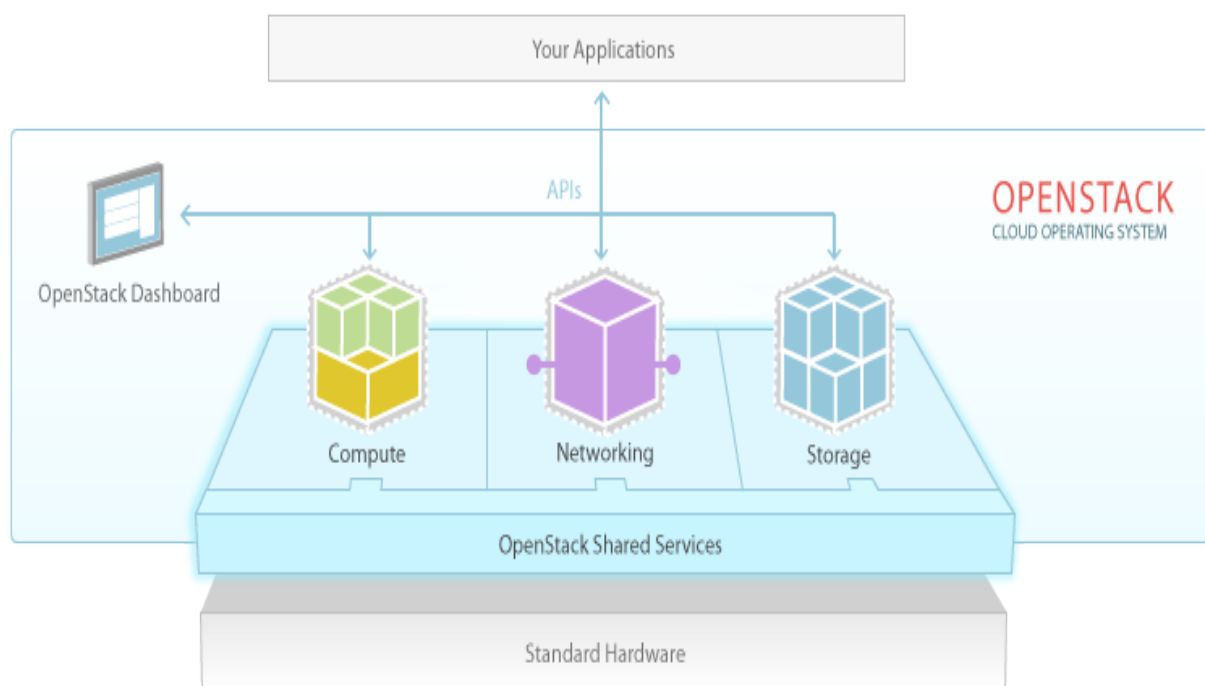 Your Applications
APIs
OPENSTACK
CLOUD OPERATING SYSTEM
OpenStack Dashboard
Compute
Networking
Storage
OpenStack Shared Services
Standard Hardware